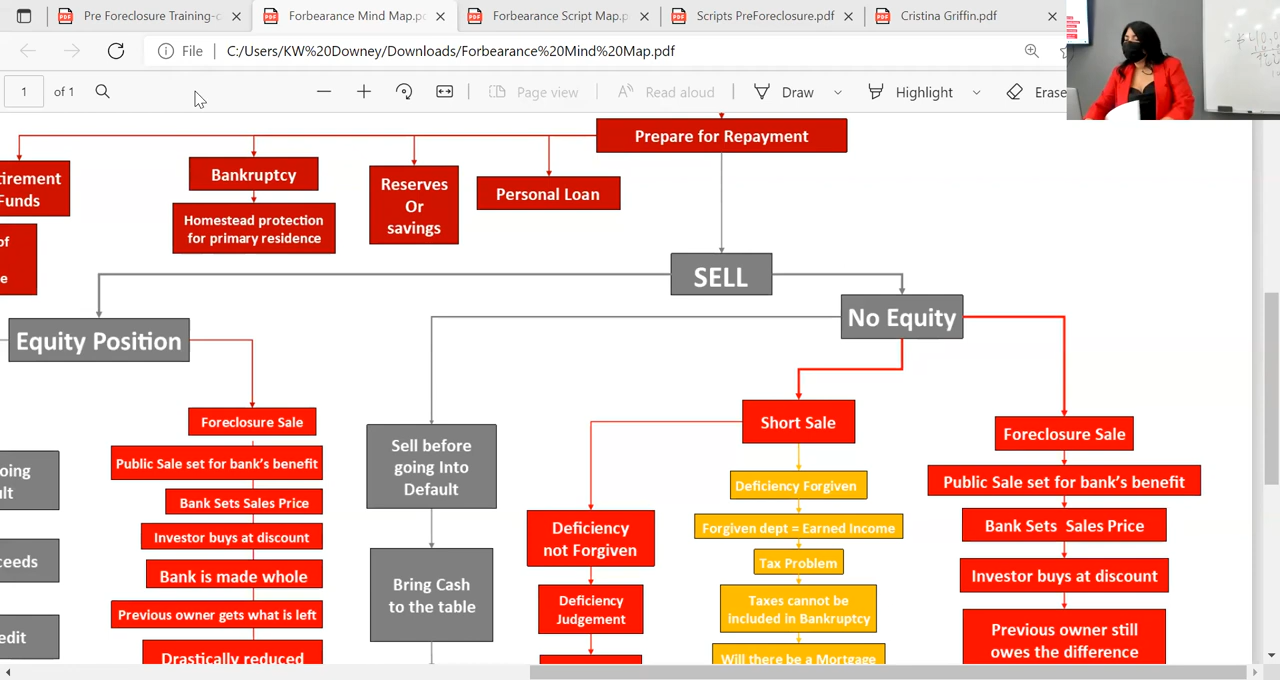 Pre Foreclosure Training-c
Forbearance Mind Map.pdf
Forbearance Script Map.p
Scripts PreForeclosure.pdf
Cristina Griffin.pdf
File
C:/Users/KW%20Downy/Downloads/Forbearance%20Mind%20Map.pdf
1
of 1
Page view
Read aloud
Draw
Highlight
Erase
Prepare for Repayment
tirement
Funds
of
e
Bankruptcy
Homestead protection
for primary residence
Reserves
Or
savings
Personal Loan
SELL
Equity Position
No Equity
Foreclosure Sale
Public Sale set for bank's benefit
Bank Sets Sales Price
Investor buys at discount
Bank is made whole
Previous owner gets what is left
Drastically reduced
oing
ult
ceeds
edit
Sell before
going Into
Default
Bring Cash
to the table
Short Sale
Deficiency
not Forgiven
Deficiency
Judgement
Deficiency Forgiven
Forgiven dept = Earned Income
Tax Problem
Taxes cannot be
included in Bankruptcy
Will there be a Mortgage
Foreclosure Sale
Public Sale set for bank's benefit
Bank Sets Sales Price
Investor buys at discount
Previous owner still
owes the difference